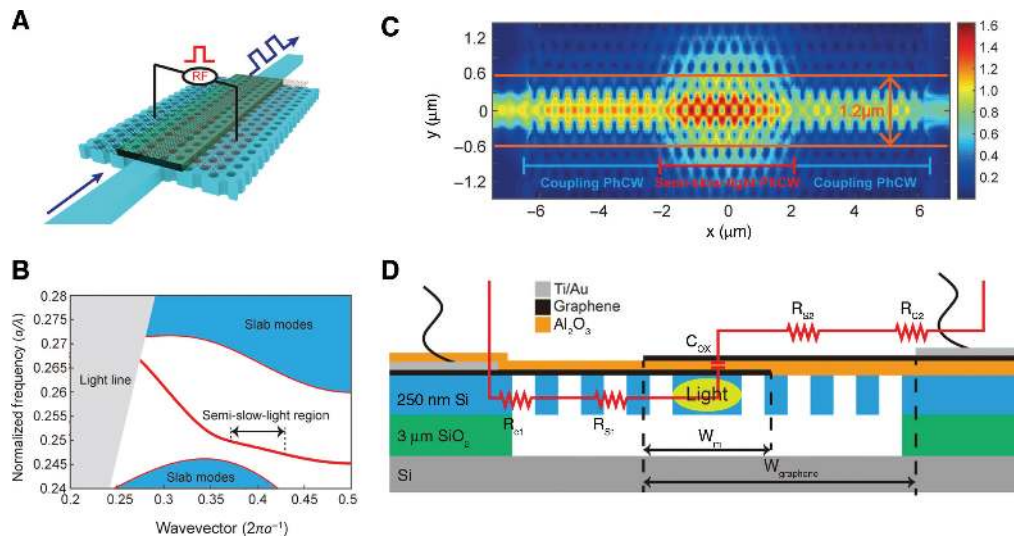 A
RF
B
Normalized frequency (a/λ)
0.28
0.275
0.27
0.265
0.26
0.255
0.250
0.245
0.24
Slab modes
Light line
Semi-slow-light region
Slab modes
0.2 0.25 0.3 0.35 0.4 0.45 0.5
Wavevector (2πa⁻¹)
C
y (μm)
1.2
0.6
0
−0.6
−1.2
1.2μm
Coupling PhCW Semi-slow-light PhCW Coupling PhCW
−6 −4 −2 0 2 4 6
x (μm)
1.6
1.4
1.2
1.0
0.8
0.6
0.4
0.2
D
Ti/Au
Graphene
Al₂O₃
R_S2
R_C2
C_OX
250 nm Si
Light
R_c1
R_S1
3 μm SiO₂
W_m
W_graphene
Si